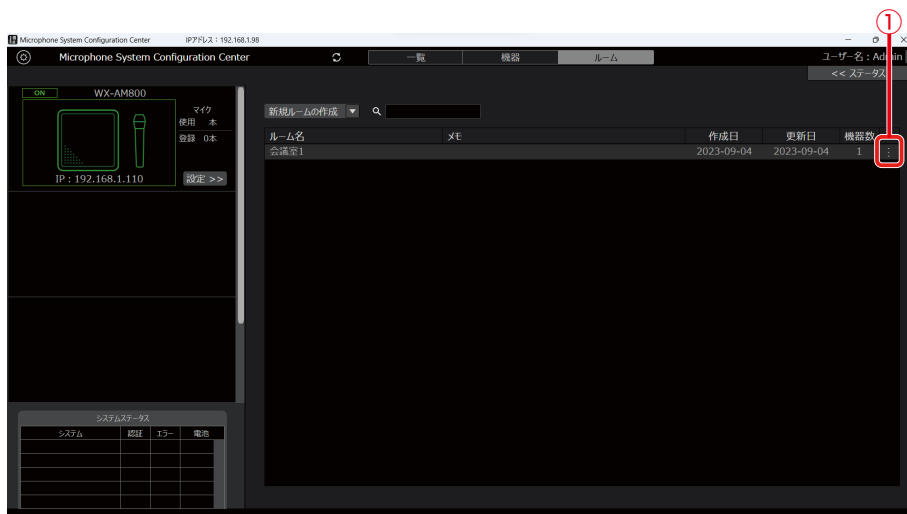 ①
Microphone System Configuration Center IPアドレス：192.168.1.98
Microphone System Configuration Center 一覧 機器 ルーム ユーザー名：Admin
<< ステータス
ON WX-AM800
マイク
使用 本
登録 0本
IP : 192.168.1.110 設定 >>
新規ルームの作成
ルーム名 メモ 作成日 更新日 機器数
会議室1 2023-09-04 2023-09-04 1
システムステータス
システム 認証 エラー 電池